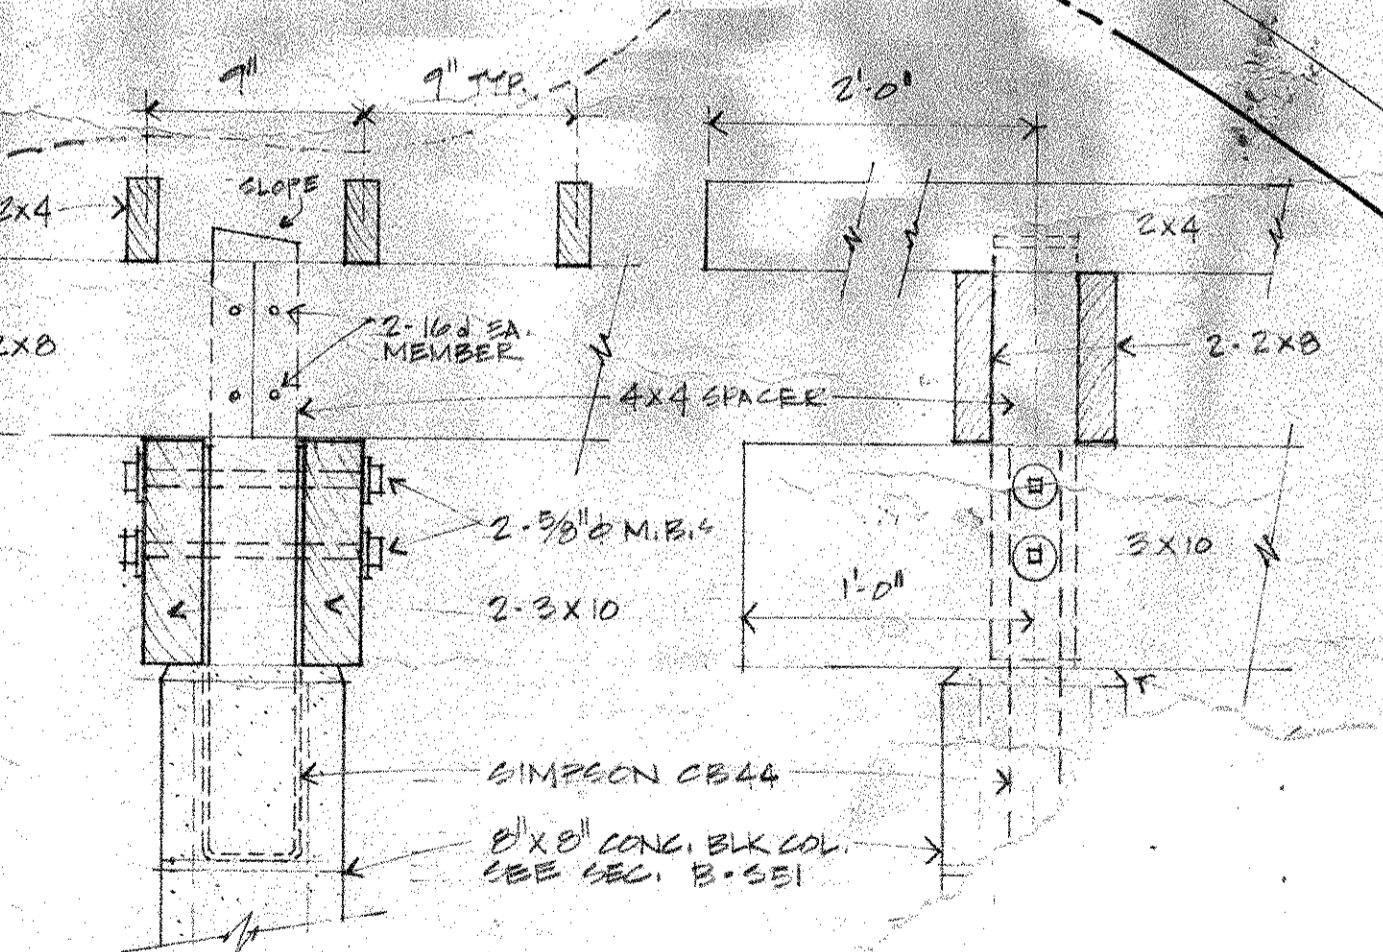 9"
9" TYP.
2'-0"
SLOPE
2x4
2x4
2x8
2-16d EA.
MEMBER
2-2x8
4x4 SPACER
2-5/8"ø M.B.s
3x10
1'-0"
2-3x10
SIMPSON CB44
8"x8" CONC. BLK COL.
SEE SEC. B-SS1